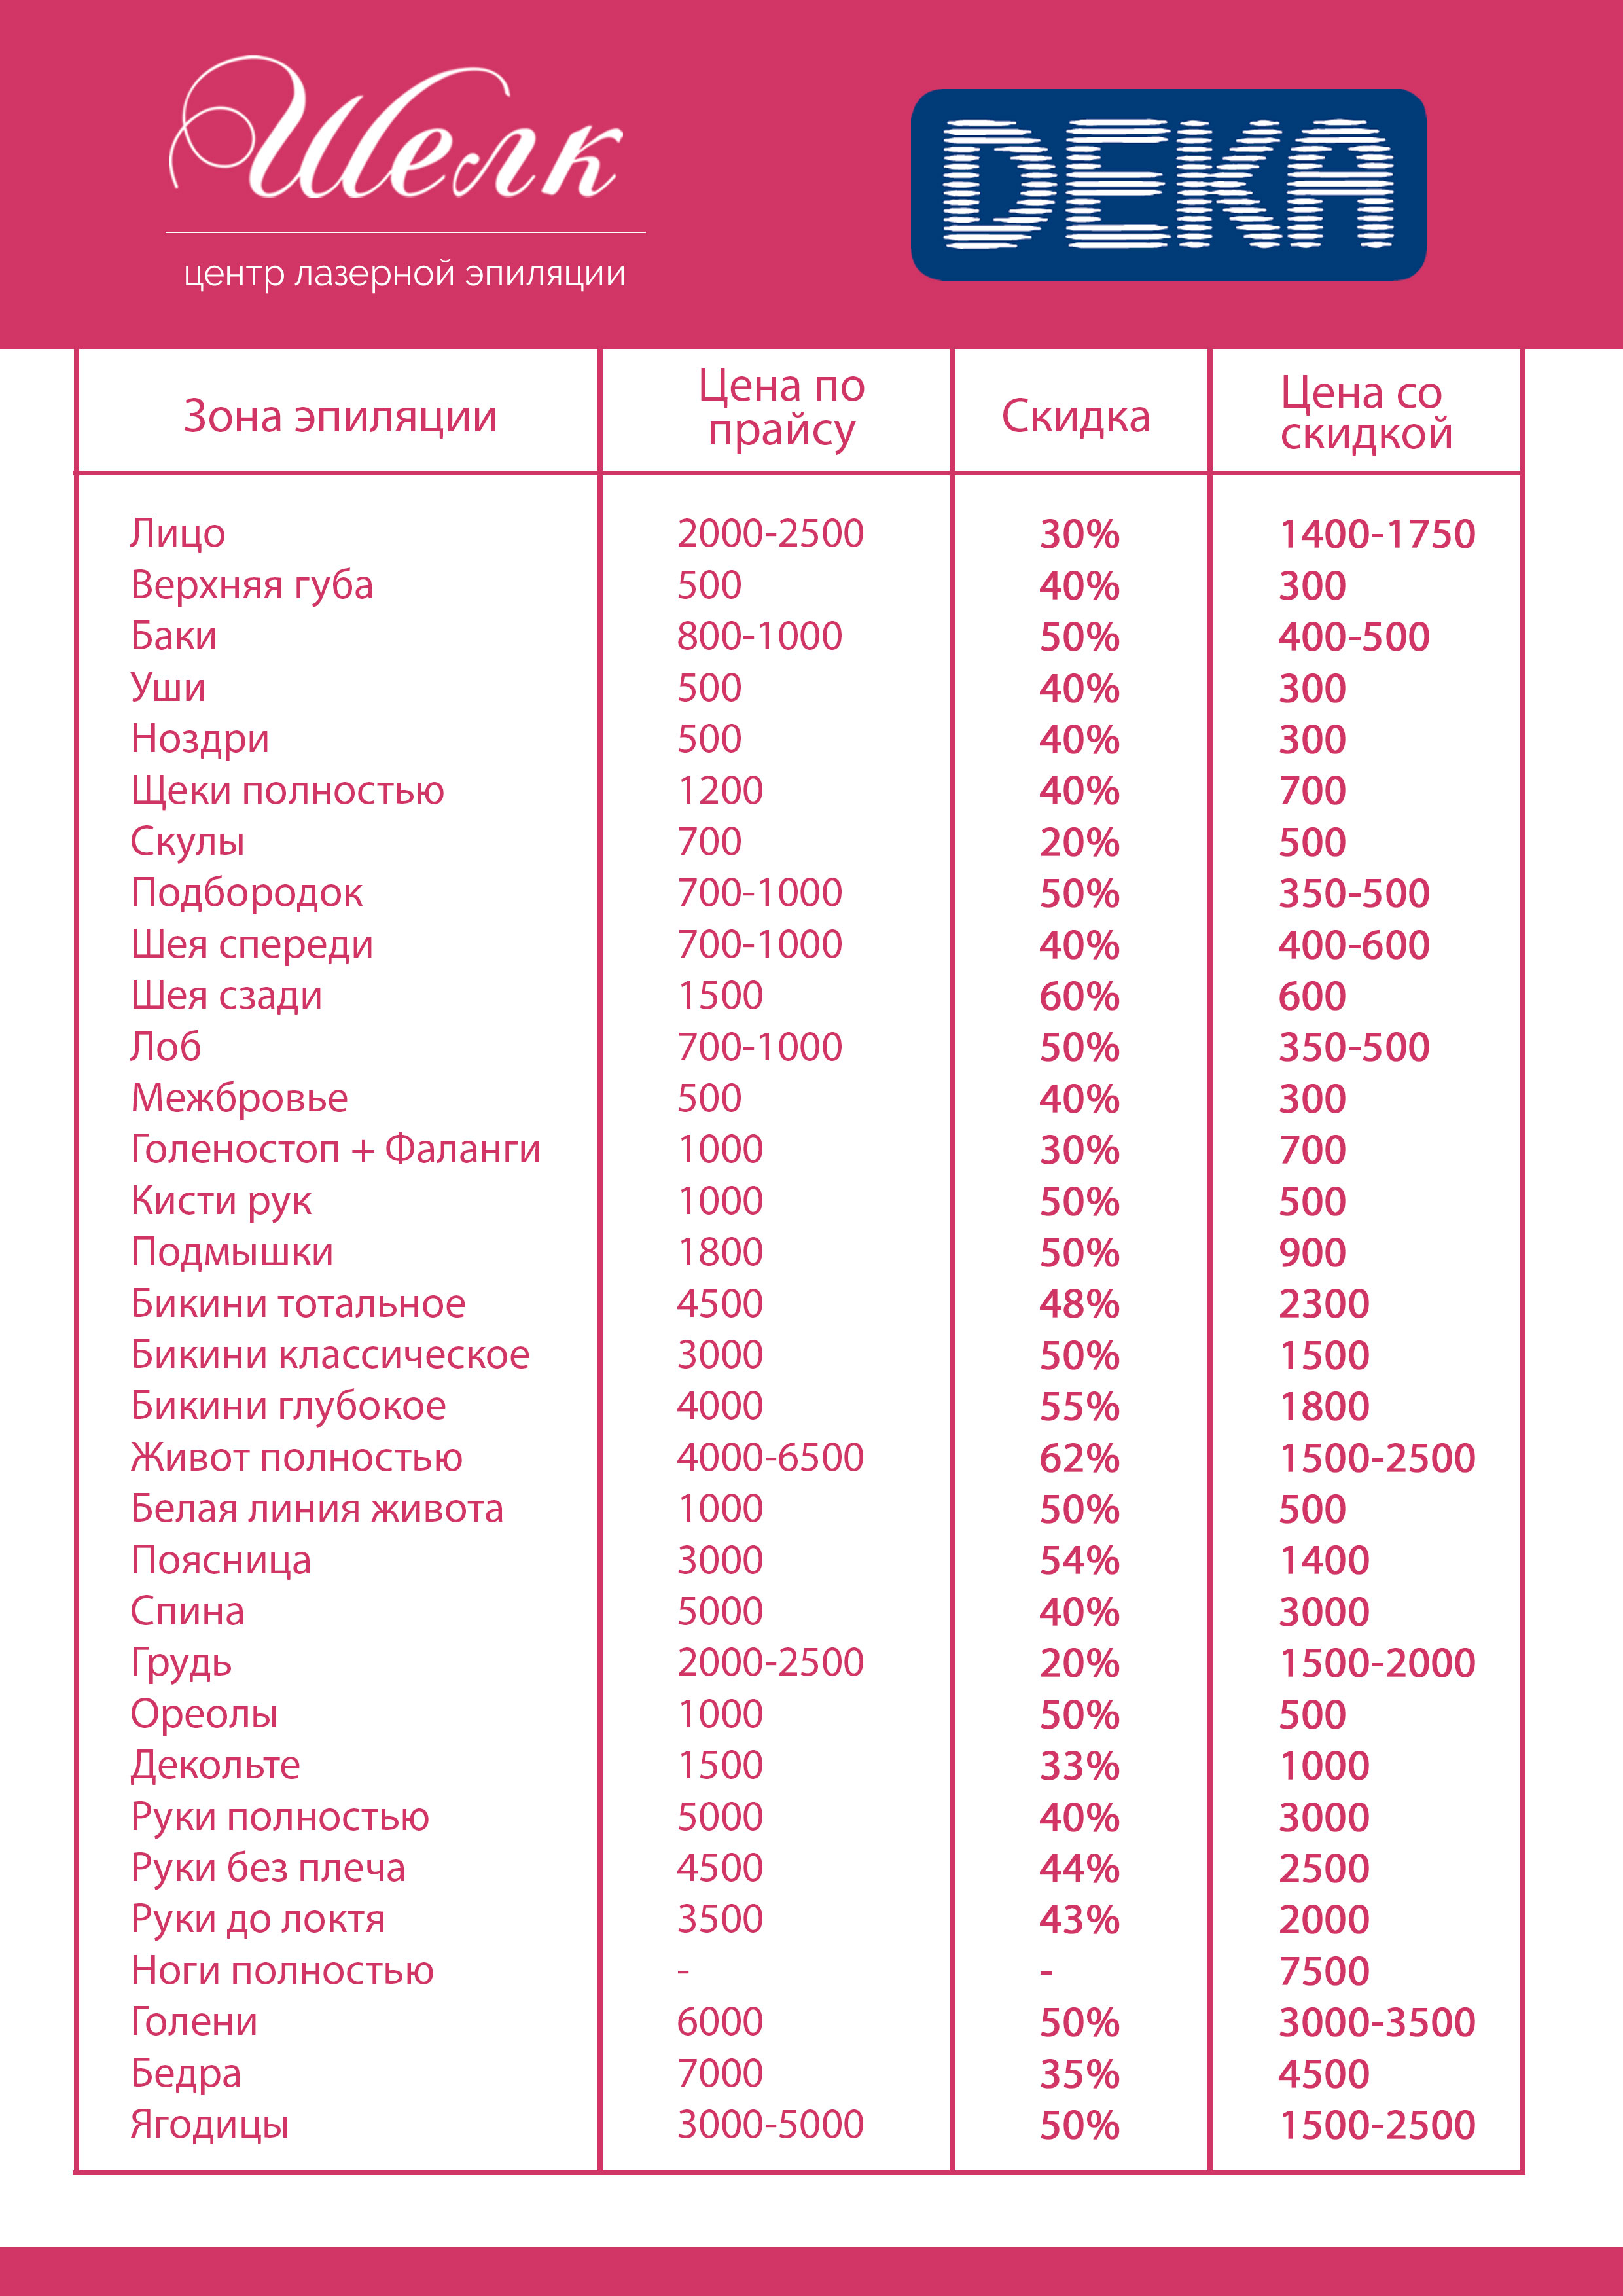 Шелк
центр лазерной эпиляции
DEKA
Зона эпиляции Цена по прайсу Скидка Цена со скидкой
Лицо 2000-2500 30% 1400-1750
Верхняя губа 500 40% 300
Баки 800-1000 50% 400-500
Уши 500 40% 300
Ноздри 500 40% 300
Щеки полностью 1200 40% 700
Скулы 700 20% 500
Подбородок 700-1000 50% 350-500
Шея спереди 700-1000 40% 400-600
Шея сзади 1500 60% 600
Лоб 700-1000 50% 350-500
Межбровье 500 40% 300
Голеностоп + Фаланги 1000 30% 700
Кисти рук 1000 50% 500
Подмышки 1800 50% 900
Бикини тотальное 4500 48% 2300
Бикини классическое 3000 50% 1500
Бикини глубокое 4000 55% 1800
Живот полностью 4000-6500 62% 1500-2500
Белая линия живота 1000 50% 500
Поясница 3000 54% 1400
Спина 5000 40% 3000
Грудь 2000-2500 20% 1500-2000
Ореолы 1000 50% 500
Декольте 1500 33% 1000
Руки полностью 5000 40% 3000
Руки без плеча 4500 44% 2500
Руки до локтя 3500 43% 2000
Ноги полностью - - 7500
Голени 6000 50% 3000-3500
Бедра 7000 35% 4500
Ягодицы 3000-5000 50% 1500-2500